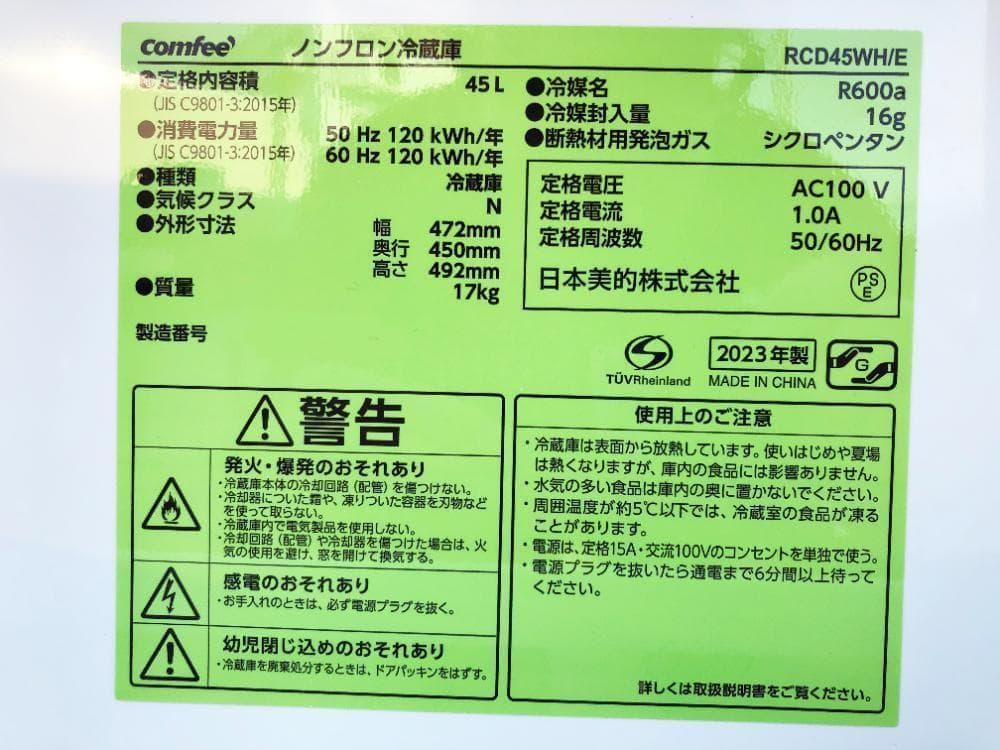 comfee' ノンフロン冷蔵庫 RCD45WH/E
●定格内容積 45L
(JIS C9801-3:2015年)
●消費電力量 50 Hz 120 kWh/年
(JIS C9801-3:2015年) 60 Hz 120 kWh/年
●種類 冷蔵庫
●気候クラス N
●外形寸法 幅 472mm
奥行 450mm
高さ 492mm
●質量 17kg
製造番号
●冷媒名 R600a
●冷媒封入量 16g
●断熱材用発泡ガス シクロペンタン
定格電圧 AC100 V
定格電流 1.0A
定格周波数 50/60Hz
日本美的株式会社 PS E
TÜVRheinland
2023年製
MADE IN CHINA
G
警告
発火・爆発のおそれあり
・冷蔵庫本体の冷却回路（配管）を傷つけない。
・冷却器についた霜や、凍りついた容器を刃物など
を使って取らない。
・冷蔵庫内で電気製品を使用しない。
・冷却回路（配管）や冷却器を傷つけた場合は、火
気の使用を避け、窓を開けて換気する。
感電のおそれあり
・お手入れのときは、必ず電源プラグを抜く。
幼児閉じ込めのおそれあり
・冷蔵庫を廃棄処分するときは、ドアパッキンをはずす。
使用上のご注意
・冷蔵庫は表面から放熱しています。使いはじめや夏場
は熱くなりますが、庫内の食品には影響ありません。
・水気の多い食品は庫内の奥に置かないでください。
・周囲温度が約5℃以下では、冷蔵室の食品が凍る
ことがあります。
・電源は、定格15A・交流100Vのコンセントを単独で使う。
・電源プラグを抜いたら通電まで6分間以上待って
ください。
詳しくは取扱説明書をご覧ください。